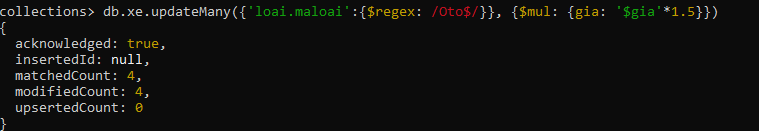 collections> db.xe.updateMany({'loai.maloai':{$regex: /Oto$/}}, {$mul: {gia: '$gia'*1.5}})
{
  acknowledged: true,
  insertedId: null,
  matchedCount: 4,
  modifiedCount: 4,
  upsertedCount: 0
}